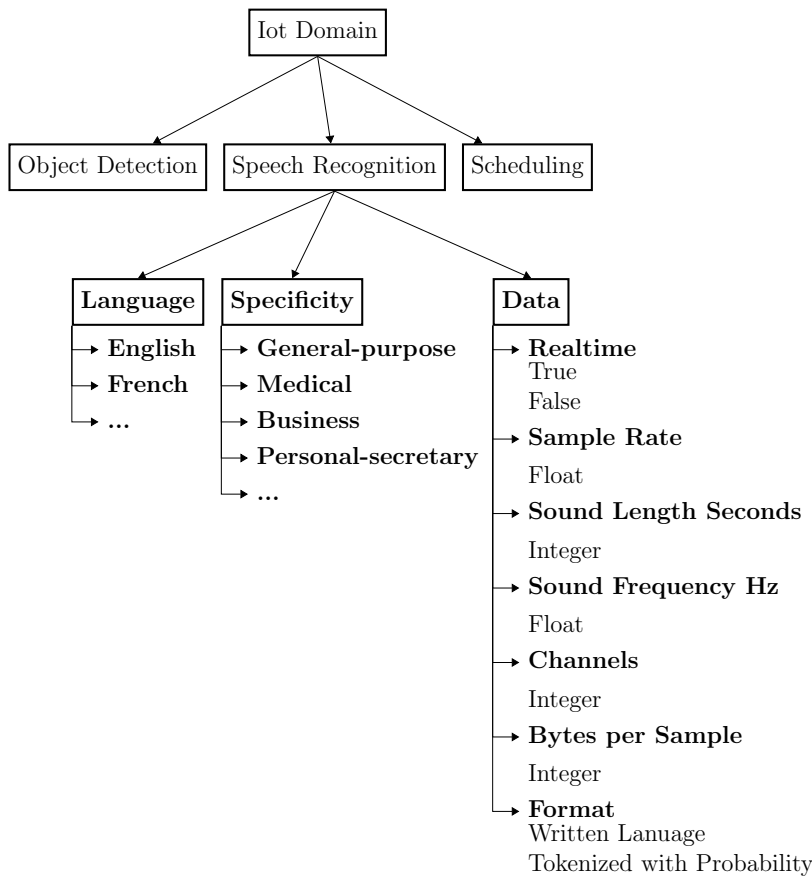 Iot Domain
Object Detection
Speech Recognition
Scheduling
Language
English
French
...
Specificity
General-purpose
Medical
Business
Personal-secretary
...
Data
Realtime
True
False
Sample Rate
Float
Sound Length Seconds
Integer
Sound Frequency Hz
Float
Channels
Integer
Bytes per Sample
Integer
Format
Written Lanuage
Tokenized with Probability